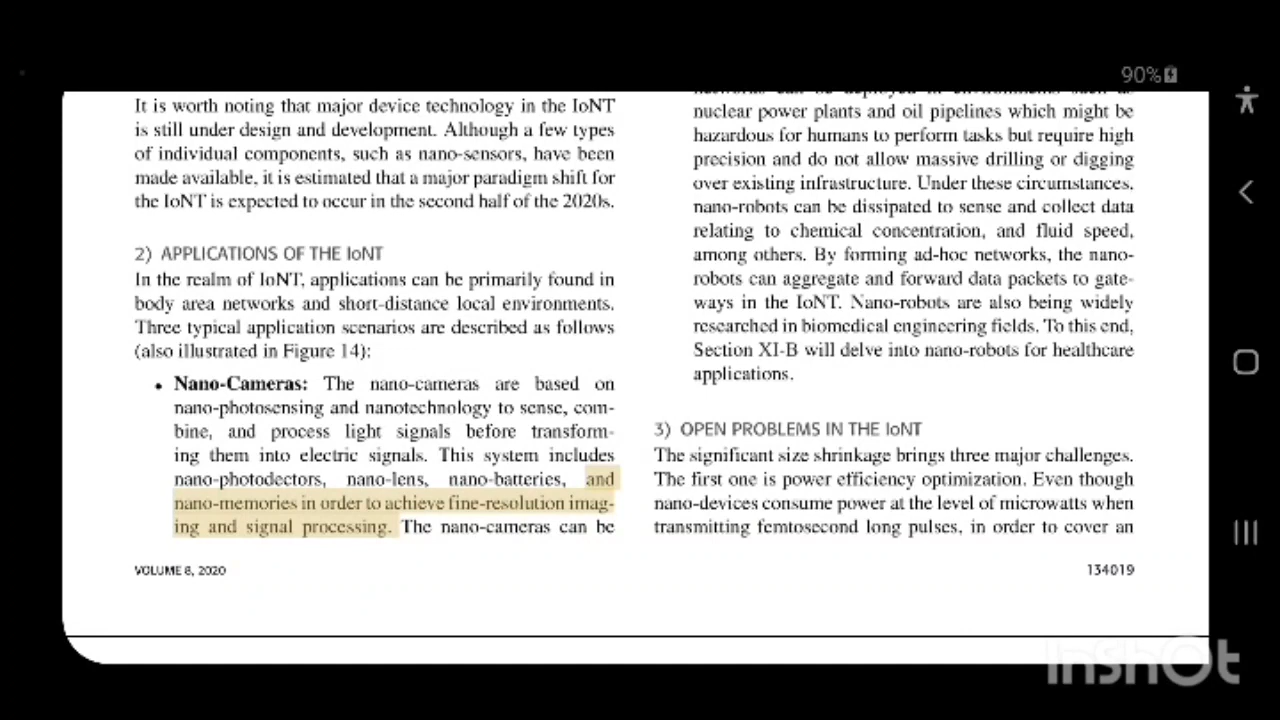 90%
It is worth noting that major device technology in the IoNT
is still under design and development. Although a few types
of individual components, such as nano-sensors, have been
made available, it is estimated that a major paradigm shift for
the IoNT is expected to occur in the second half of the 2020s.
2) APPLICATIONS OF THE IoNT
In the realm of IoNT, applications can be primarily found in
body area networks and short-distance local environments.
Three typical application scenarios are described as follows
(also illustrated in Figure 14):
• Nano-Cameras: The nano-cameras are based on
nano-photosensing and nanotechnology to sense, com-
bine, and process light signals before transform-
ing them into electric signals. This system includes
nano-photodectors, nano-lens, nano-batteries, and
nano-memories in order to achieve fine-resolution imag-
ing and signal processing. The nano-cameras can be
networks can be deployed in environments such as
nuclear power plants and oil pipelines which might be
hazardous for humans to perform tasks but require high
precision and do not allow massive drilling or digging
over existing infrastructure. Under these circumstances,
nano-robots can be dissipated to sense and collect data
relating to chemical concentration, and fluid speed,
among others. By forming ad-hoc networks, the nano-
robots can aggregate and forward data packets to gate-
ways in the IoNT. Nano-robots are also being widely
researched in biomedical engineering fields. To this end,
Section XI-B will delve into nano-robots for healthcare
applications.
3) OPEN PROBLEMS IN THE IoNT
The significant size shrinkage brings three major challenges.
The first one is power efficiency optimization. Even though
nano-devices consume power at the level of microwatts when
transmitting femtosecond long pulses, in order to cover an
VOLUME 8, 2020
134019
InShOt